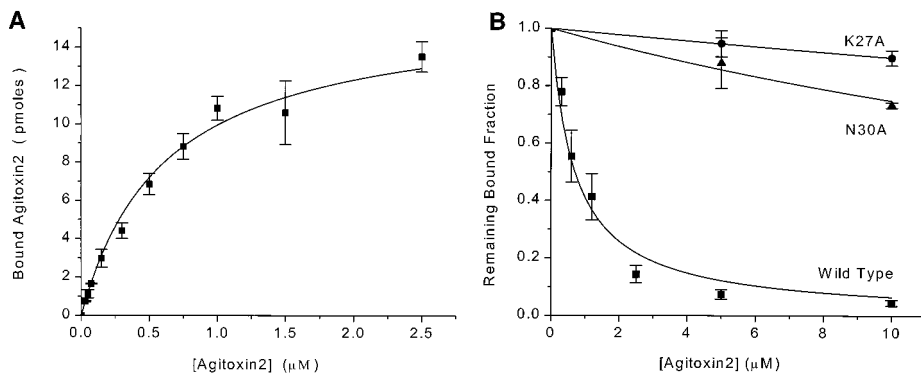 A
Bound Agitoxin2 ( pmoles )
14
12
10
8
6
4
2
0
0.0
0.5
1.0
1.5
2.0
2.5
[Agitoxin2] (μM)
B
Remaining Bound Fraction
1.0
0.8
0.6
0.4
0.2
0.0
0
2
4
6
8
10
[Agitoxin2] (μM)
K27A
N30A
Wild Type